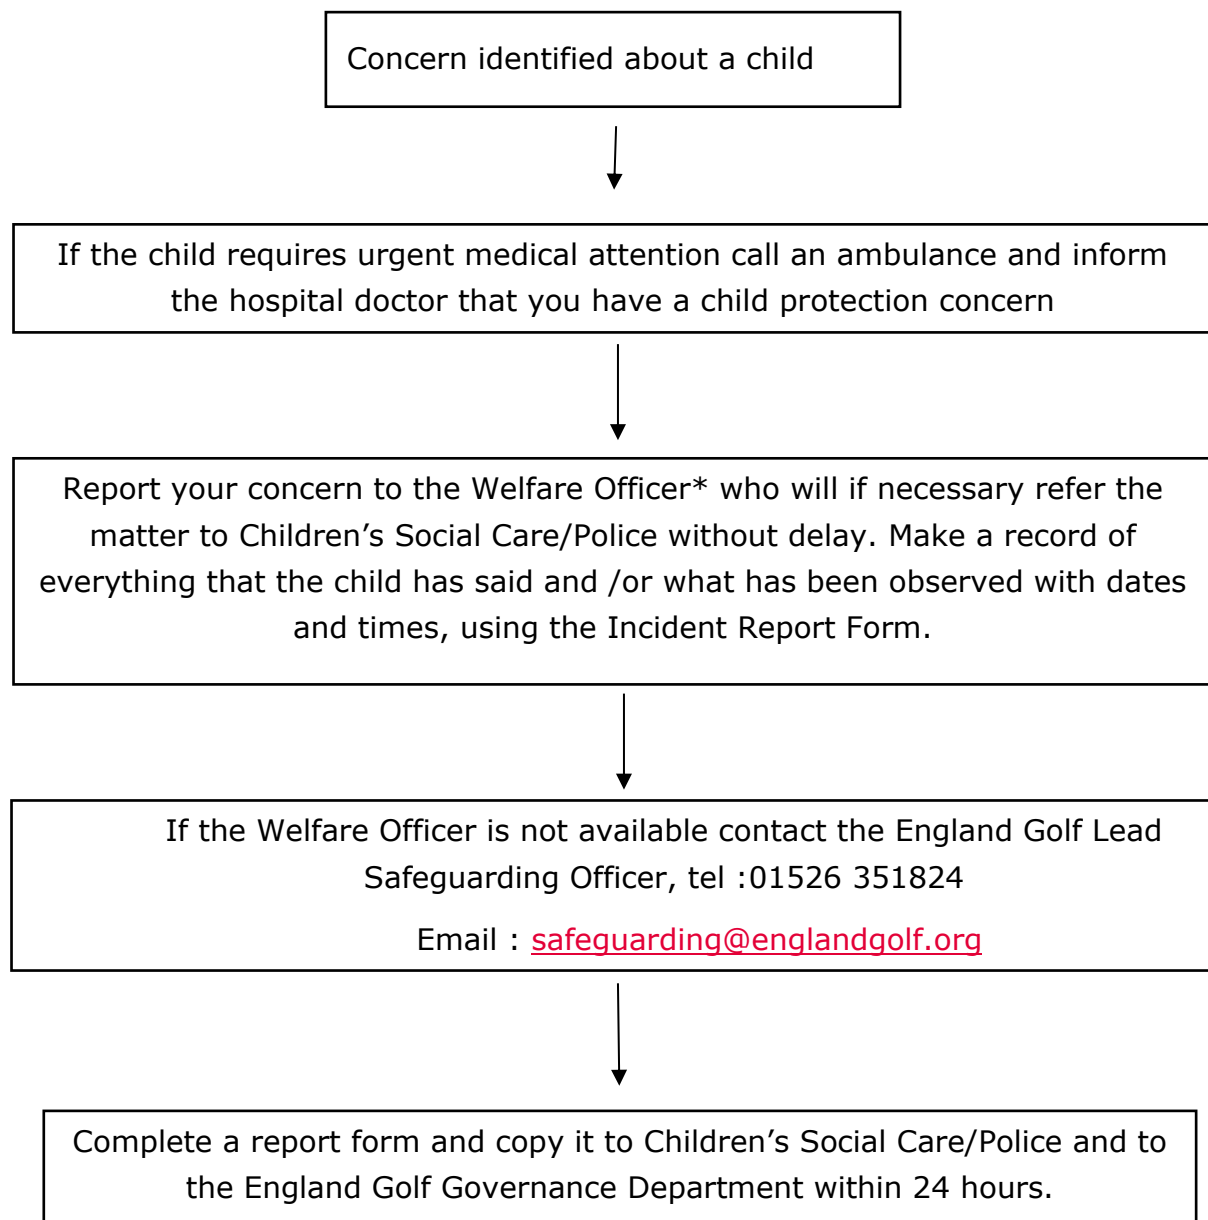 Concern identified about a child
If the child requires urgent medical attention call an ambulance and inform
the hospital doctor that you have a child protection concern
Report your concern to the Welfare Officer* who will if necessary refer the
matter to Children’s Social Care/Police without delay. Make a record of
everything that the child has said and /or what has been observed with dates
and times, using the Incident Report Form.
If the Welfare Officer is not available contact the England Golf Lead
Safeguarding Officer, tel :01526 351824
Email : safeguarding@englandgolf.org
Complete a report form and copy it to Children’s Social Care/Police and to
the England Golf Governance Department within 24 hours.